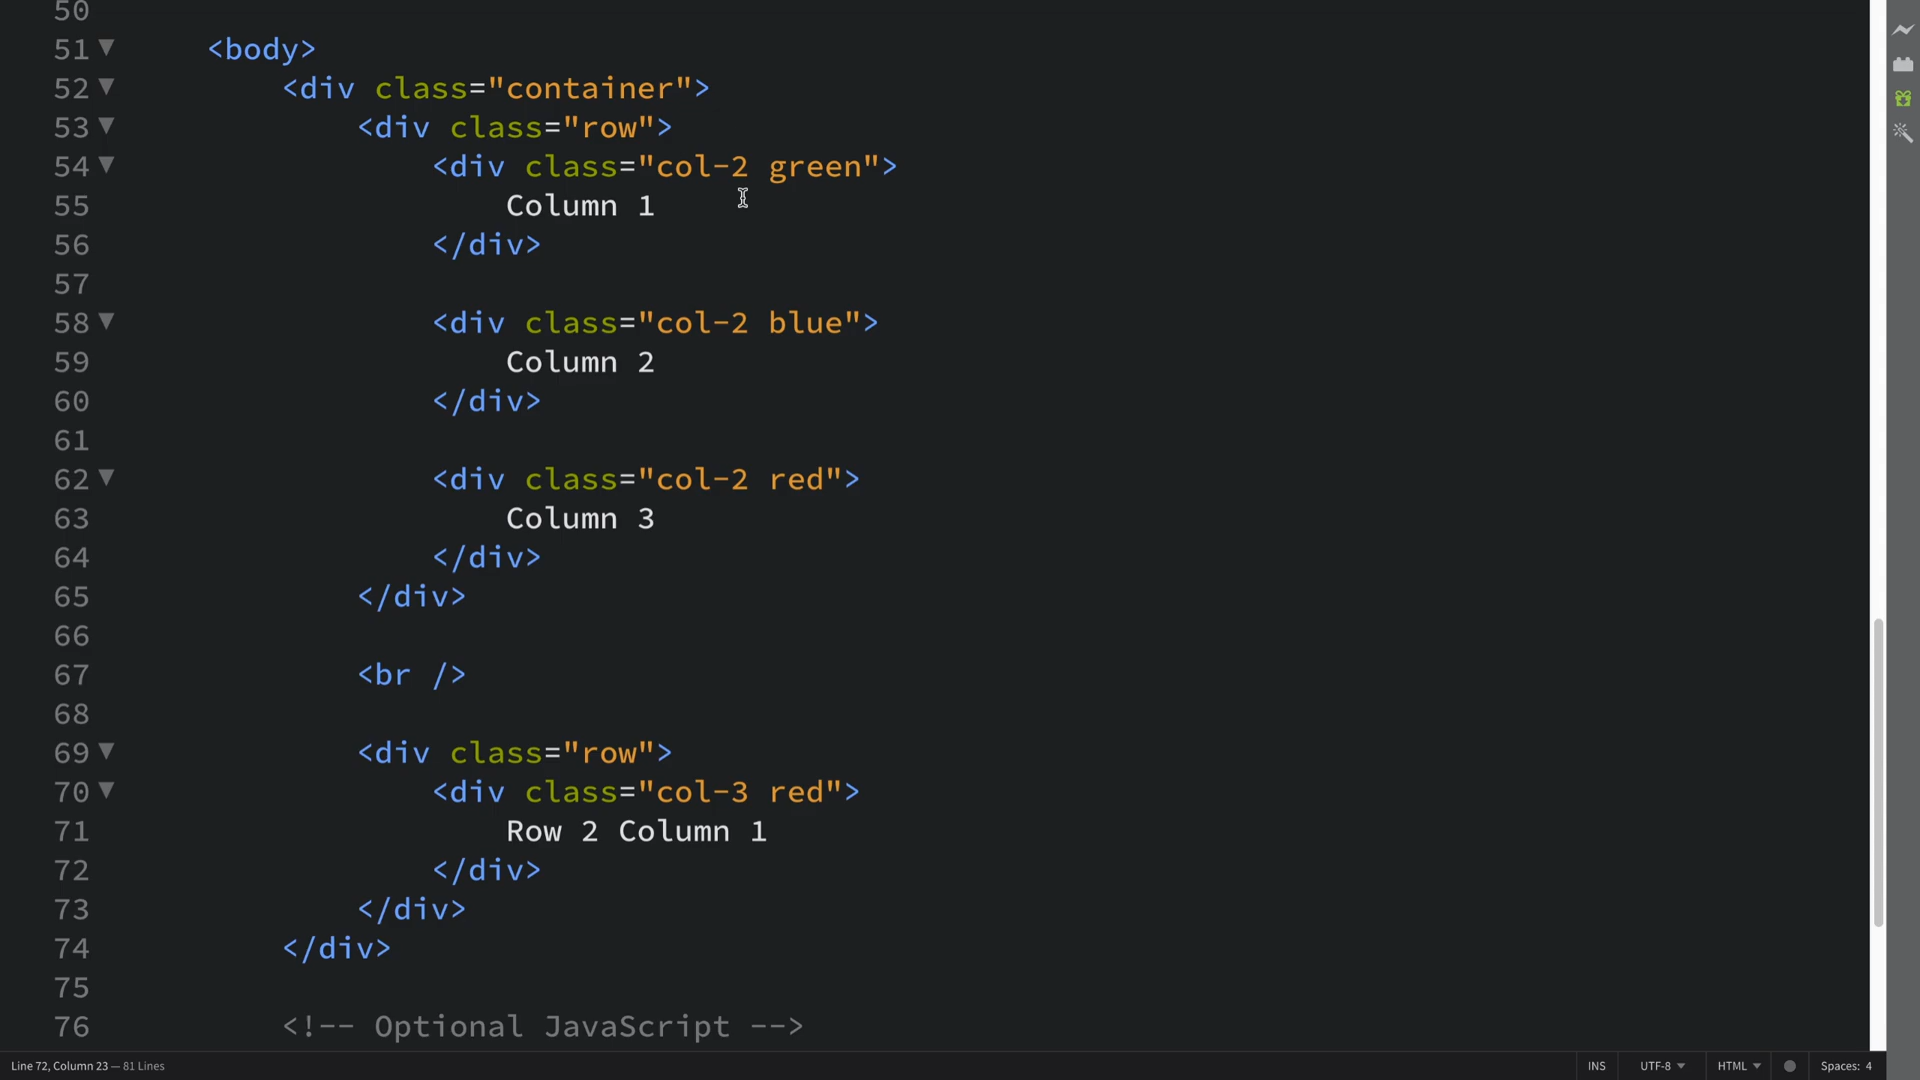 50
51 <body>
52 <div class="container">
53 <div class="row">
54 <div class="col-2 green">
55 Column 1
56 </div>
57
58 <div class="col-2 blue">
59 Column 2
60 </div>
61
62 <div class="col-2 red">
63 Column 3
64 </div>
65 </div>
66
67 <br />
68
69 <div class="row">
70 <div class="col-3 red">
71 Row 2 Column 1
72 </div>
73 </div>
74 </div>
75
76 <!-- Optional JavaScript -->
Line 72, Column 23 — 81 Lines INS UTF-8 HTML Spaces: 4